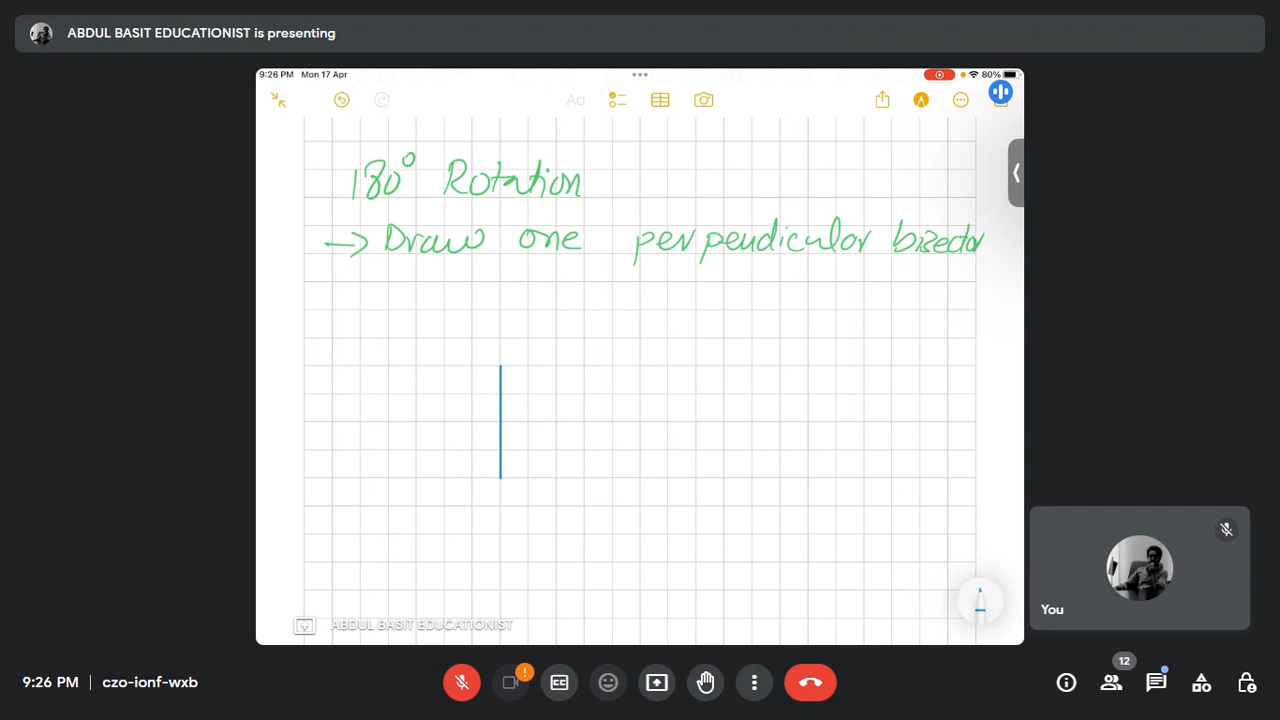 ABDUL BASIT EDUCATIONIST is presenting
9:26 PM Mon 17 Apr
80%
Aa
180° Rotation
→ Draw one perpendicular bisector
ABDUL BASIT EDUCATIONIST
You
9:26 PM | czo-ionf-wxb
12